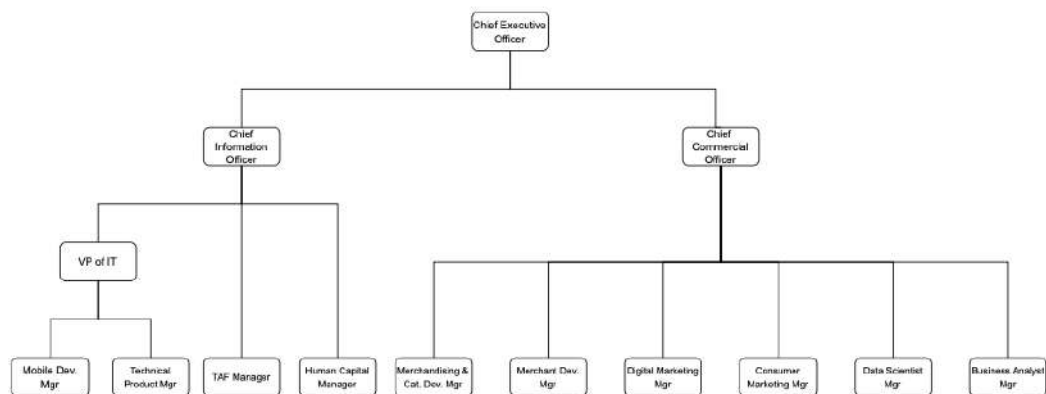 Chief Executive
Officer
Chief
Information
Officer
Chief
Commercial
Officer
VP of IT
Mobile Dev.
Mgr
Technical
Product Mgr
TAF Manager
Human Capital
Manager
Merchandising &
Cat. Dev. Mgr
Merchant Dev.
Mgr
Digital Marketing
Mgr
Consumer
Marketing Mgr
Data Scientist
Mgr
Business Analyst
Mgr